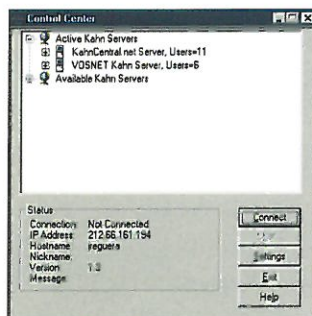 Control Center
Active Kahn Servers
KahnCentral.net Server, Users=11
VOSNET Kahn Server, Users=6
Available Kahn Servers
Status
Connection: Not Connected
IP Address: 212.66.161.194
Hostname: jreguera
Nickname:
Version: 1.3
Message:
Connect
Settings
Exit
Help